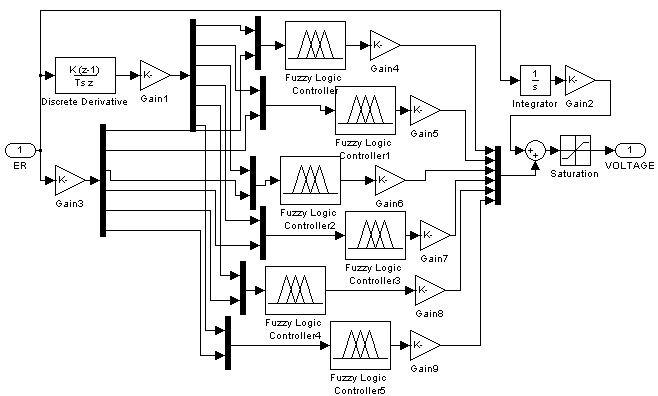 K-
Fuzzy Logic
Controller
Gain4
K (z-1)
Ts z
Discrete Derivative
K-
Gain1
1
s
Integrator
K-
Gain2
K-
Gain5
Fuzzy Logic
Controller1
1
ER
K-
Gain3
+
+
Saturation
1
VOLTAGE
K-
Gain6
Fuzzy Logic
Controller2
K-
Gain7
Fuzzy Logic
Controller3
K-
Gain8
Fuzzy Logic
Controller4
K-
Gain9
Fuzzy Logic
Controller5